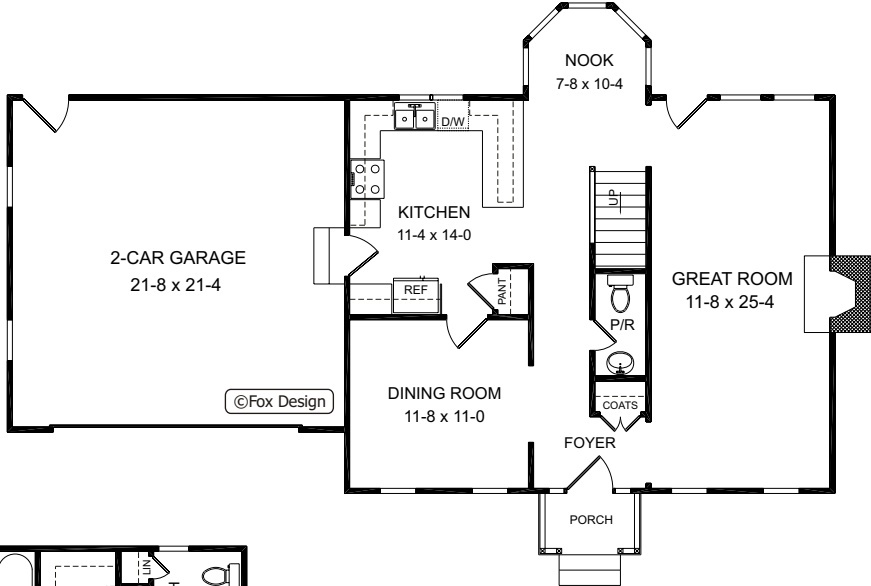 NOOK
7-8 x 10-4
D/W
KITCHEN
11-4 x 14-0
UP
2-CAR GARAGE
21-8 x 21-4
GREAT ROOM
11-8 x 25-4
REF
PANT
P/R
©Fox Design
DINING ROOM
11-8 x 11-0
COATS
FOYER
PORCH
LIN